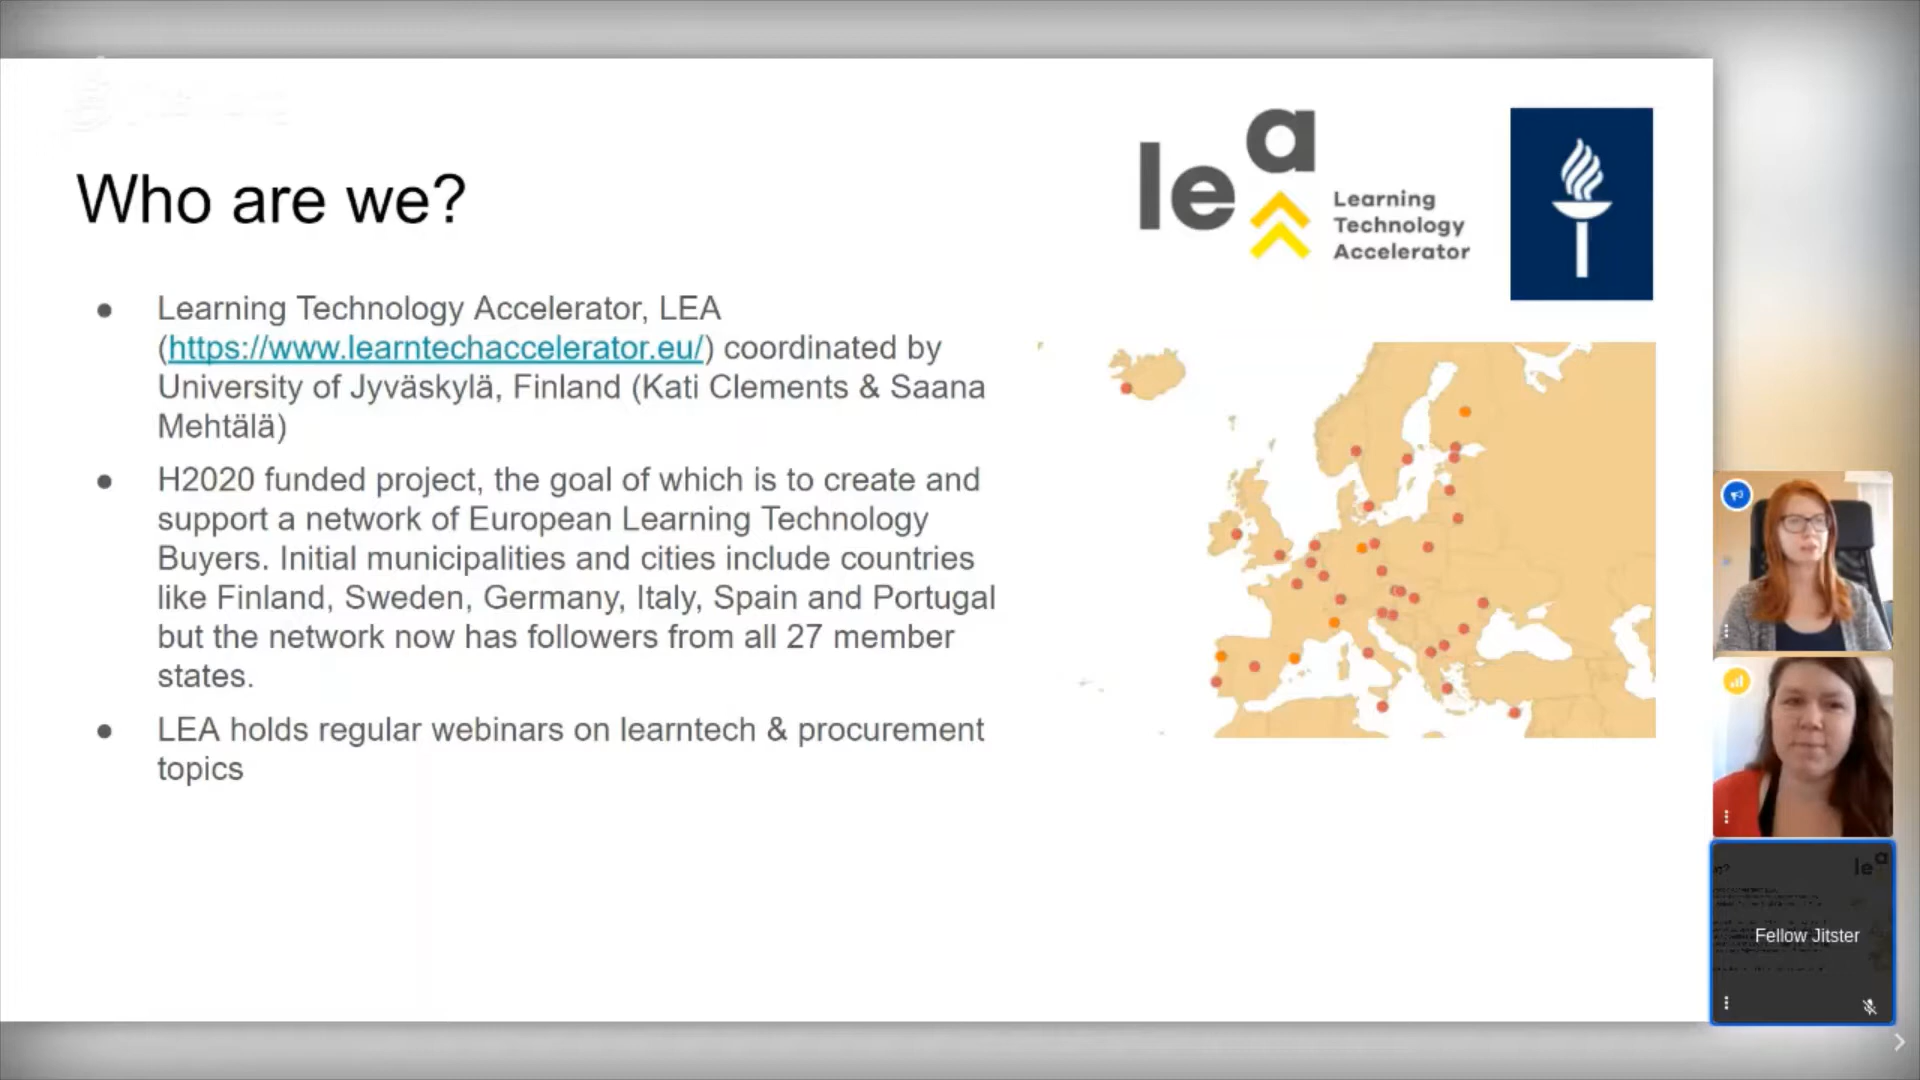 Who are we?
lea
Learning
Technology
Accelerator
● Learning Technology Accelerator, LEA
(https://www.learntechaccelerator.eu/) coordinated by
University of Jyväskylä, Finland (Kati Clements & Saana
Mehtälä)
● H2020 funded project, the goal of which is to create and
support a network of European Learning Technology
Buyers. Initial municipalities and cities include countries
like Finland, Sweden, Germany, Italy, Spain and Portugal
but the network now has followers from all 27 member
states.
● LEA holds regular webinars on learntech & procurement
topics
lea
Fellow Jitster